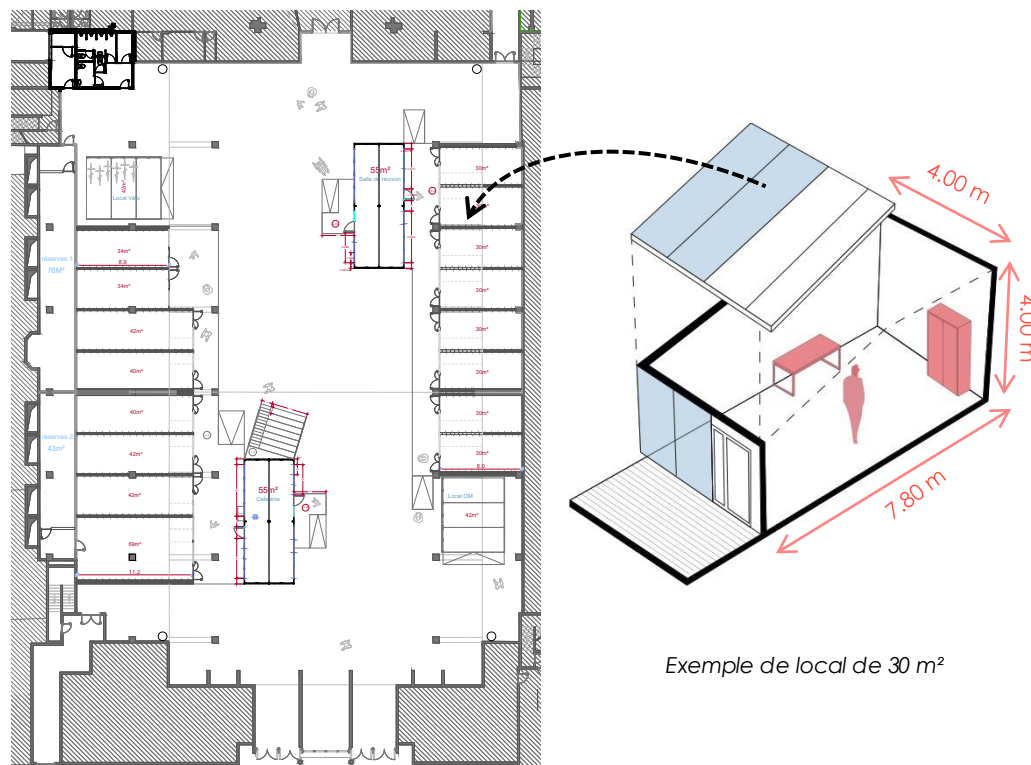 55m²
Salle de réunion
42m²
Local Vélo
30m²
30m²
30m²
30m²
30m²
30m²
30m²
30m²
8.0
réserves 1
76M²
34m²
8.9
34m²
42m²
40m²
réserves 2
43m²
40m²
42m²
42m²
69m²
11.2
55m²
Cafétéria
Local OM
42m²
4.00 m
4.00 m
7.80 m
Exemple de local de 30 m²